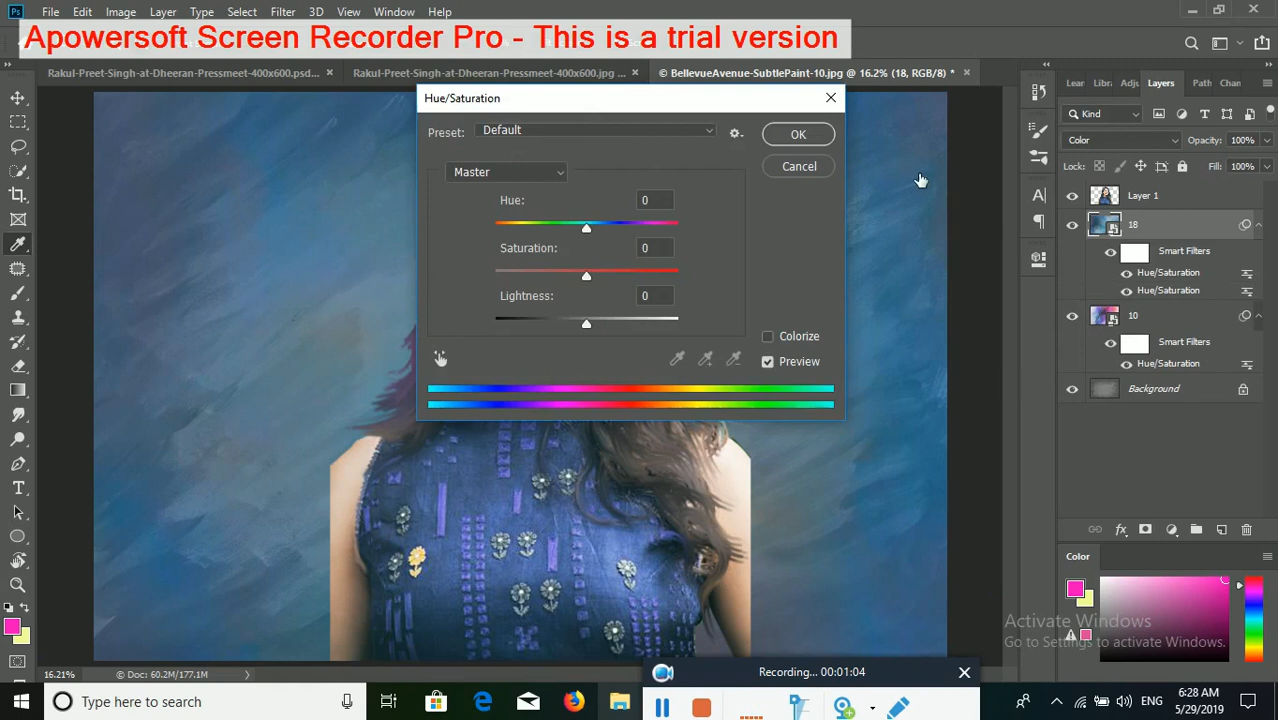 Ps File Edit Image Layer Type Select Filter 3D View Window Help
Apowersoft Screen Recorder Pro - This is a trial version
Rakul-Preet-Singh-at-Dheeran-Pressmeet-400x600.psd... ×
Rakul-Preet-Singh-at-Dheeran-Pressmeet-400x600.jpg ... ×
© BellevueAvenue-SubtlePaint-10.jpg @ 16.2% (18, RGB/8) * ×
Hue/Saturation
Preset: Default
OK
Master
Cancel
Hue: 0
Saturation: 0
Lightness: 0
Colorize
Preview
Lear Libra Adjs Layers Path Chan
Kind
Color Opacity: 100%
Lock: Fill: 100%
Layer 1
18
Smart Filters
Hue/Saturation
Hue/Saturation
10
Smart Filters
Hue/Saturation
Background
Color
Activate Windows
Go to Settings to activate Windows.
16.21% © Doc: 60.2M/177.1M
Recording... 00:01:04
Type here to search
ENG
6:28 AM
5/29/2019